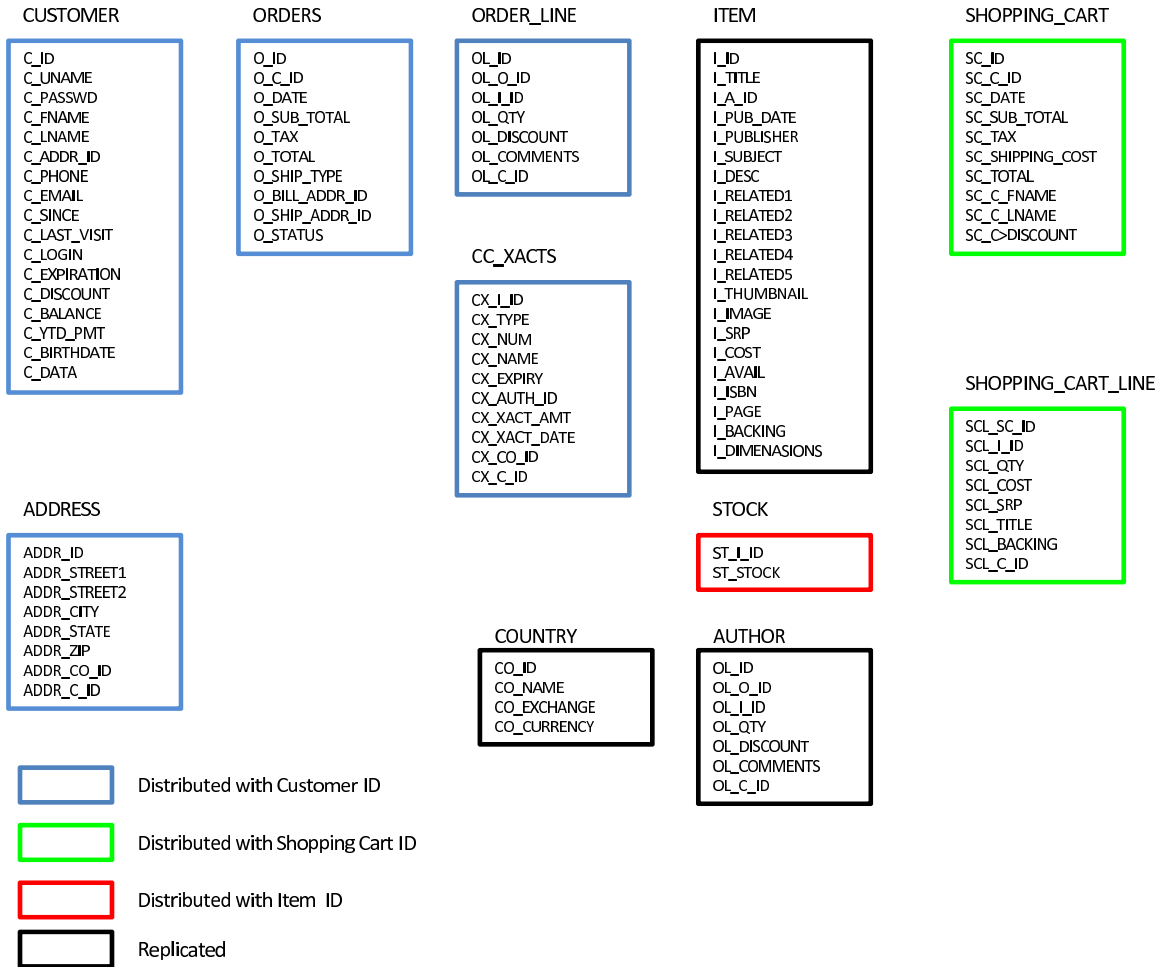 CUSTOMER
C_ID
C_UNAME
C_PASSWD
C_FNAME
C_LNAME
C_ADDR_ID
C_PHONE
C_EMAIL
C_SINCE
C_LAST_VISIT
C_LOGIN
C_EXPIRATION
C_DISCOUNT
C_BALANCE
C_YTD_PMT
C_BIRTHDATE
C_DATA
ADDRESS
ADDR_ID
ADDR_STREET1
ADDR_STREET2
ADDR_CITY
ADDR_STATE
ADDR_ZIP
ADDR_CO_ID
ADDR_C_ID
ORDERS
O_ID
O_C_ID
O_DATE
O_SUB_TOTAL
O_TAX
O_TOTAL
O_SHIP_TYPE
O_BILL_ADDR_ID
O_SHIP_ADDR_ID
O_STATUS
ORDER_LINE
OL_ID
OL_O_ID
OL_I_ID
OL_QTY
OL_DISCOUNT
OL_COMMENTS
OL_C_ID
CC_XACTS
CX_I_ID
CX_TYPE
CX_NUM
CX_NAME
CX_EXPIRY
CX_AUTH_ID
CX_XACT_AMT
CX_XACT_DATE
CX_CO_ID
CX_C_ID
COUNTRY
CO_ID
CO_NAME
CO_EXCHANGE
CO_CURRENCY
ITEM
I_ID
I_TITLE
I_A_ID
I_PUB_DATE
I_PUBLISHER
I_SUBJECT
I_DESC
I_RELATED1
I_RELATED2
I_RELATED3
I_RELATED4
I_RELATED5
I_THUMBNAIL
I_IMAGE
I_SRP
I_COST
I_AVAIL
I_ISBN
I_PAGE
I_BACKING
I_DIMENASIONS
STOCK
ST_I_ID
ST_STOCK
AUTHOR
OL_ID
OL_O_ID
OL_I_ID
OL_QTY
OL_DISCOUNT
OL_COMMENTS
OL_C_ID
SHOPPING_CART
SC_ID
SC_C_ID
SC_DATE
SC_SUB_TOTAL
SC_TAX
SC_SHIPPING_COST
SC_TOTAL
SC_C_FNAME
SC_C_LNAME
SC_C>DISCOUNT
SHOPPING_CART_LINE
SCL_SC_ID
SCL_I_ID
SCL_QTY
SCL_COST
SCL_SRP
SCL_TITLE
SCL_BACKING
SCL_C_ID
Distributed with Customer ID
Distributed with Shopping Cart ID
Distributed with Item ID
Replicated